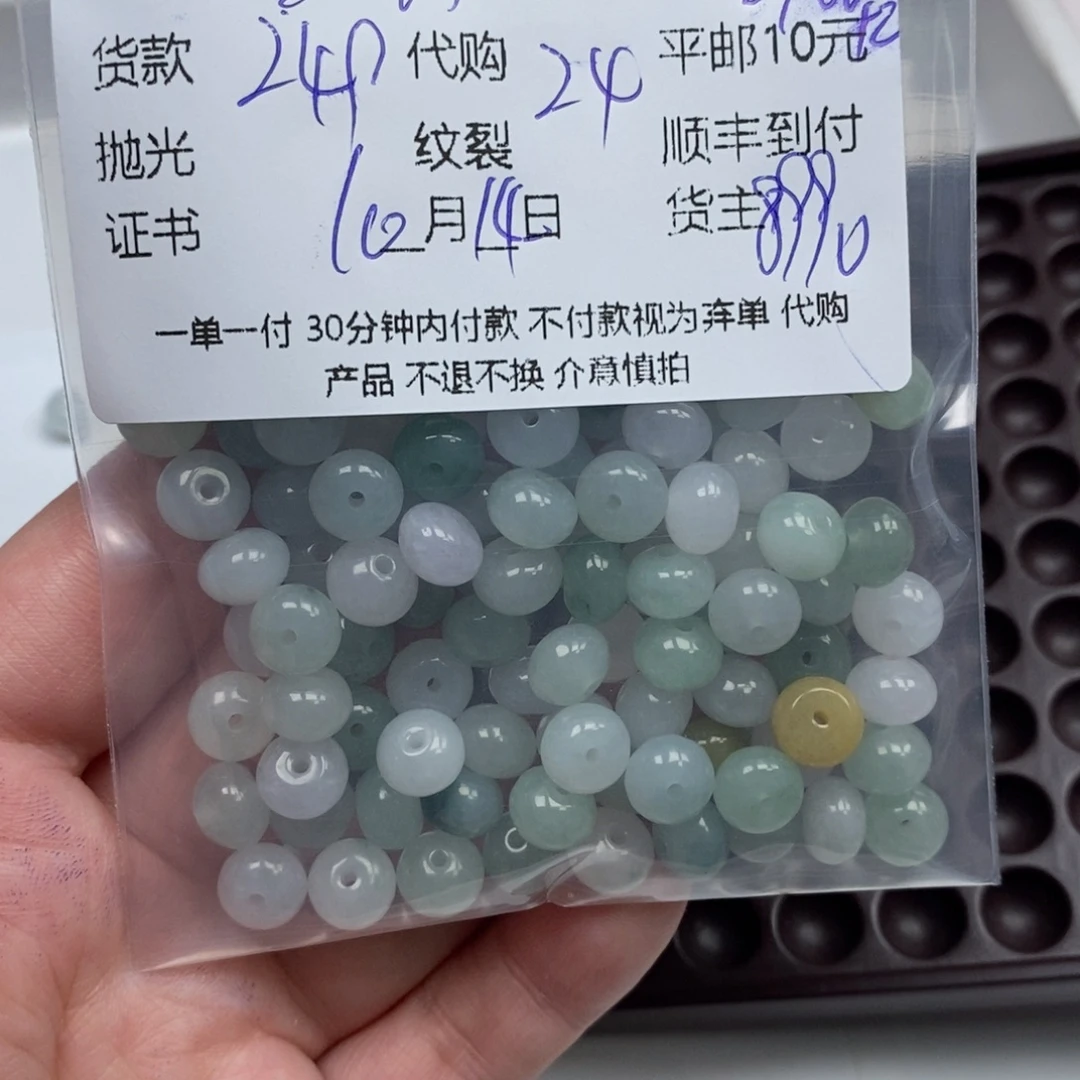 货款 249 代购 24 平邮10元
抛光 纹裂 顺丰到付
证书 10月14日 货主
一单一付 30分钟内付款 不付款视为弃单 代购
产品 不退不换 介意慎拍